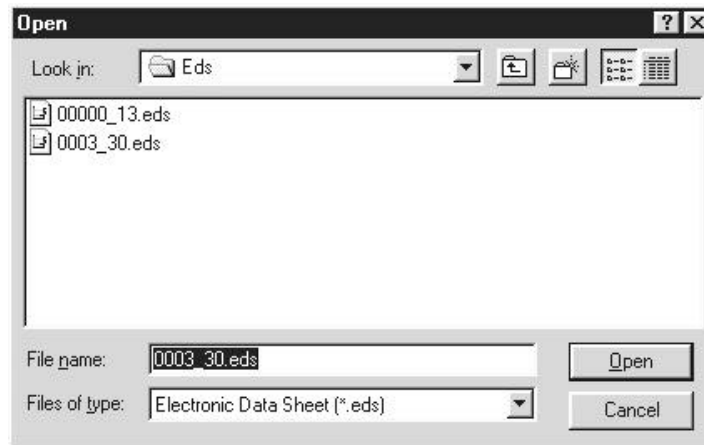 Open
Look in: Eds
00000_13.eds
0003_30.eds
File name: 0003_30.eds Open
Files of type: Electronic Data Sheet (*.eds) Cancel